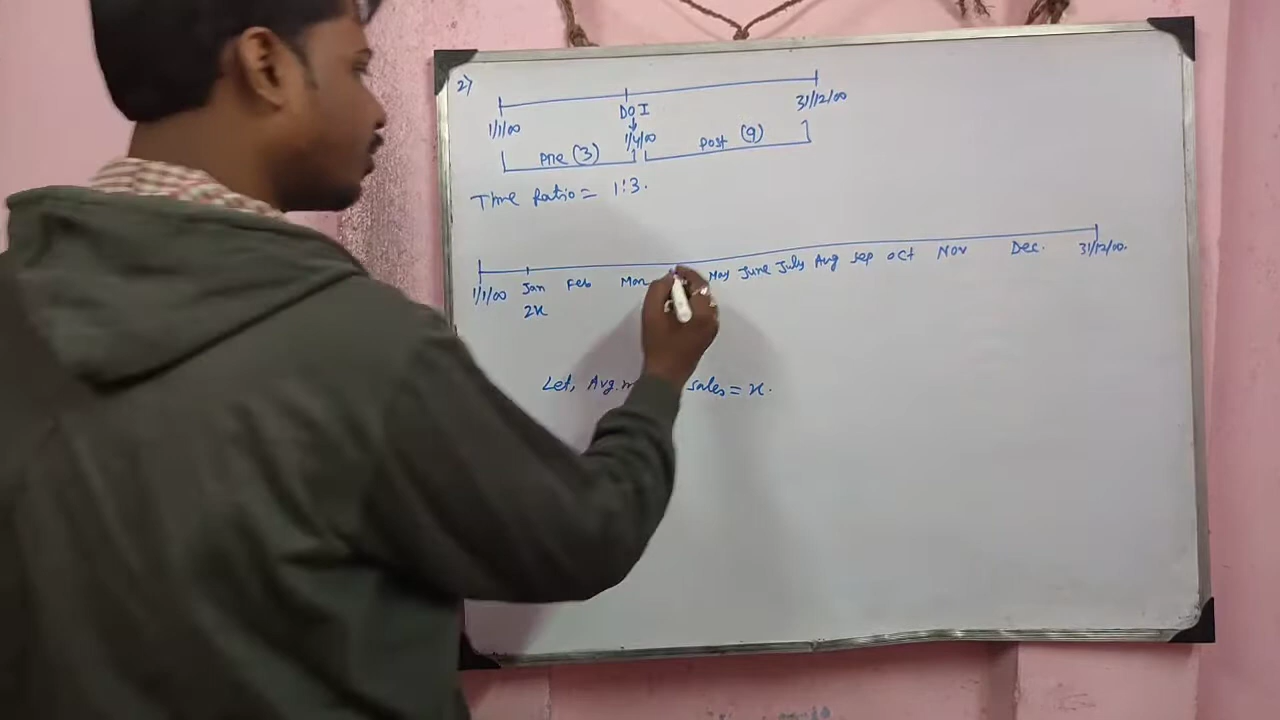 2)
1/1/00 DOI 31/12/00
1/4/00
Pre (3) Post (9)
Time Ratio = 1:3.
1/1/00 Jan Feb Mar May June July Aug Sep Oct Nov Dec. 31/12/00.
2x
Let, Avg. sales = x.